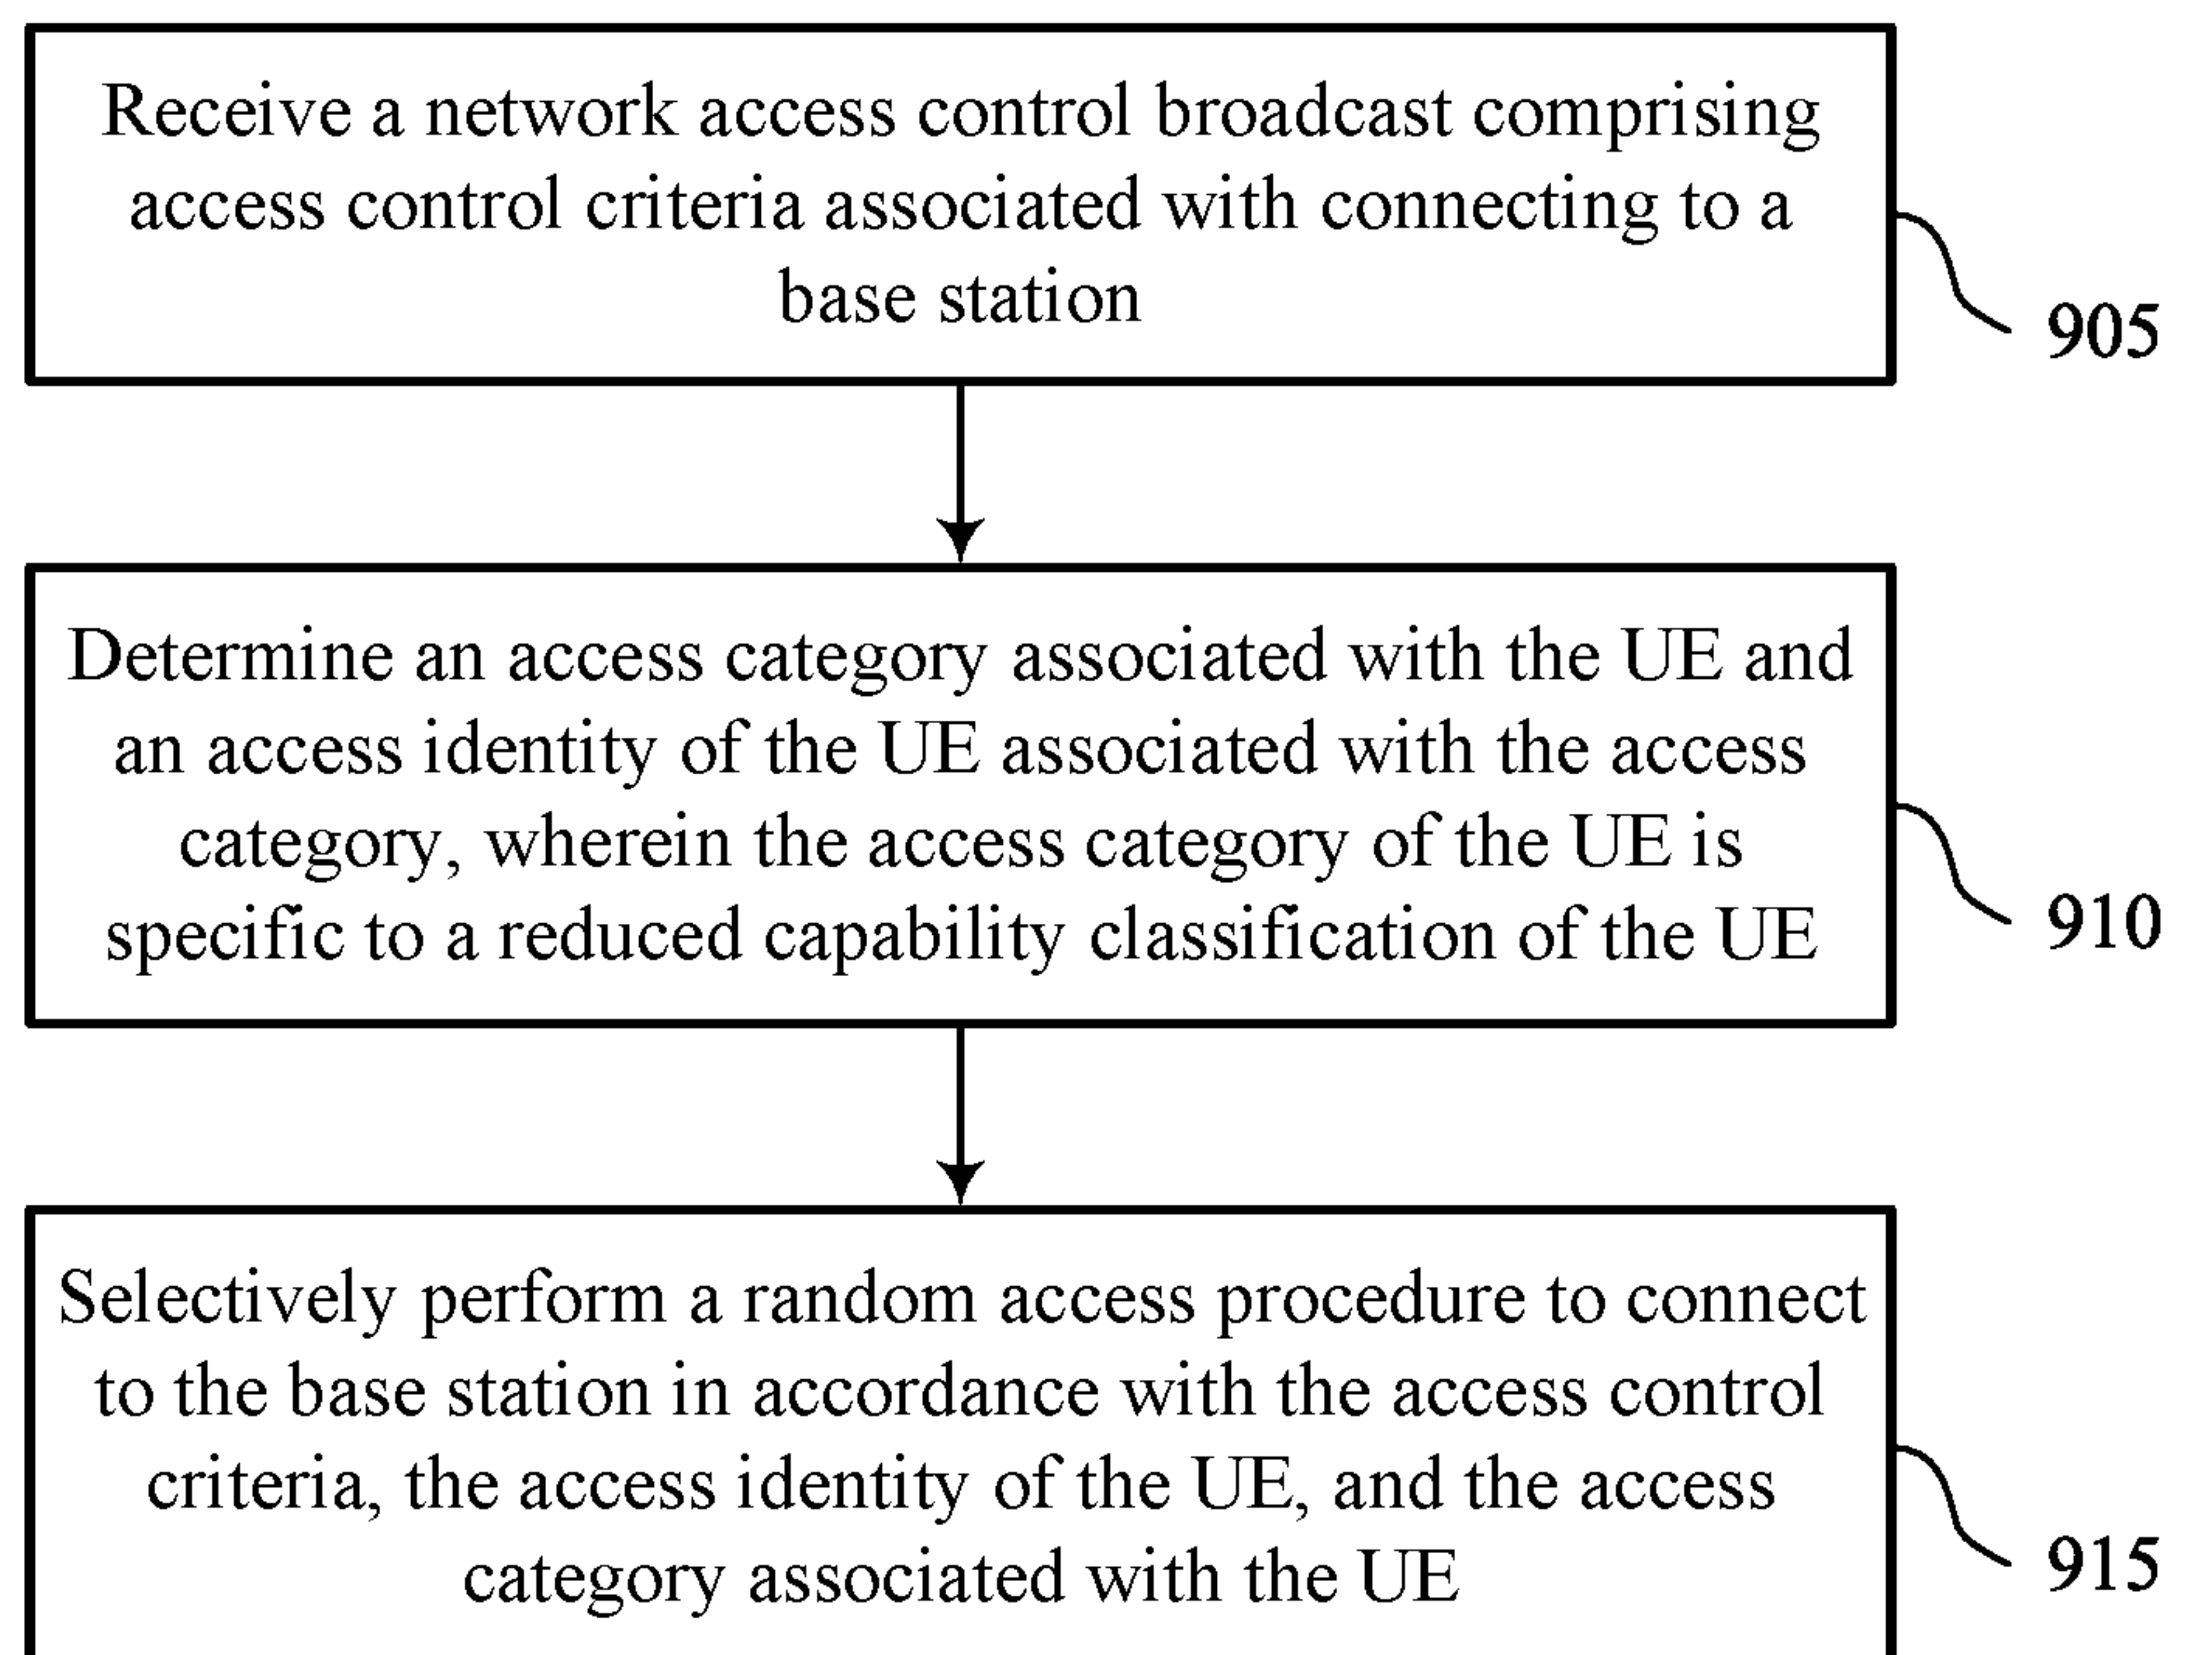 Receive a network access control broadcast comprising
access control criteria associated with connecting to a
base station
905
Determine an access category associated with the UE and
an access identity of the UE associated with the access
category, wherein the access category of the UE is
specific to a reduced capability classification of the UE
910
Selectively perform a random access procedure to connect
to the base station in accordance with the access control
criteria, the access identity of the UE, and the access
category associated with the UE
915